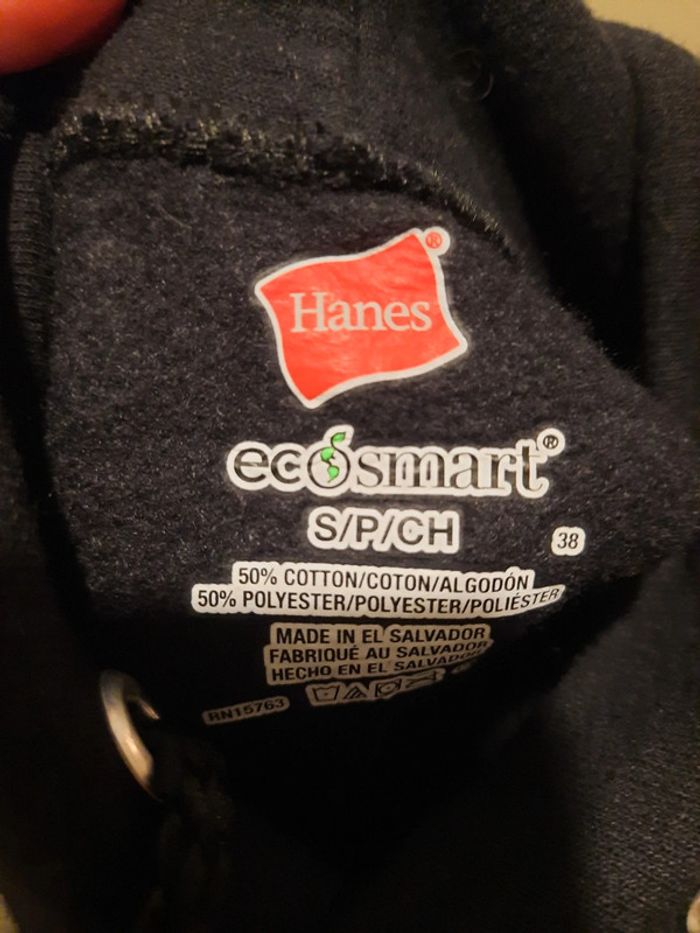 Hanes®
ecosmart®
S/P/CH
38
50% COTTON/COTON/ALGODÓN
50% POLYESTER/POLYESTER/POLIÉSTER
MADE IN EL SALVADOR
FABRIQUÉ AU SALVADOR
HECHO EN EL SALVADOR
RN15763